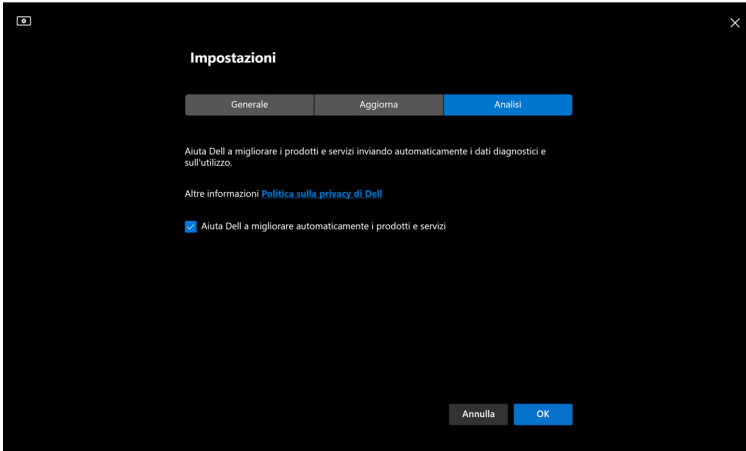 Impostazioni
Generale
Aggiorna
Analisi
Aiuta Dell a migliorare i prodotti e servizi inviando automaticamente i dati diagnostici e
sull'utilizzo.
Altre informazioni Politica sulla privacy di Dell
Aiuta Dell a migliorare automaticamente i prodotti e servizi
Annulla
OK